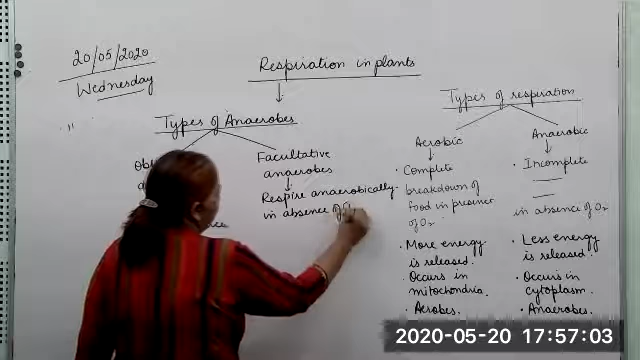 20/05/2020
Wednesday
"
Respiration in plants
Types of Anaerobes
Facultative
anaerobes
Respire anaerobically
in absence of
Types of respiration
Aerobic
• Complete
breakdown of
food in presence
of O₂
• More energy
is released.
• Occurs in
mitochondria.
• Aerobes.
Anaerobic
• Incomplete
in absence of O₂
• Less energy
is released.
• Occurs in
cytoplasm.
• Anaerobes.
2020-05-20 17:57:03